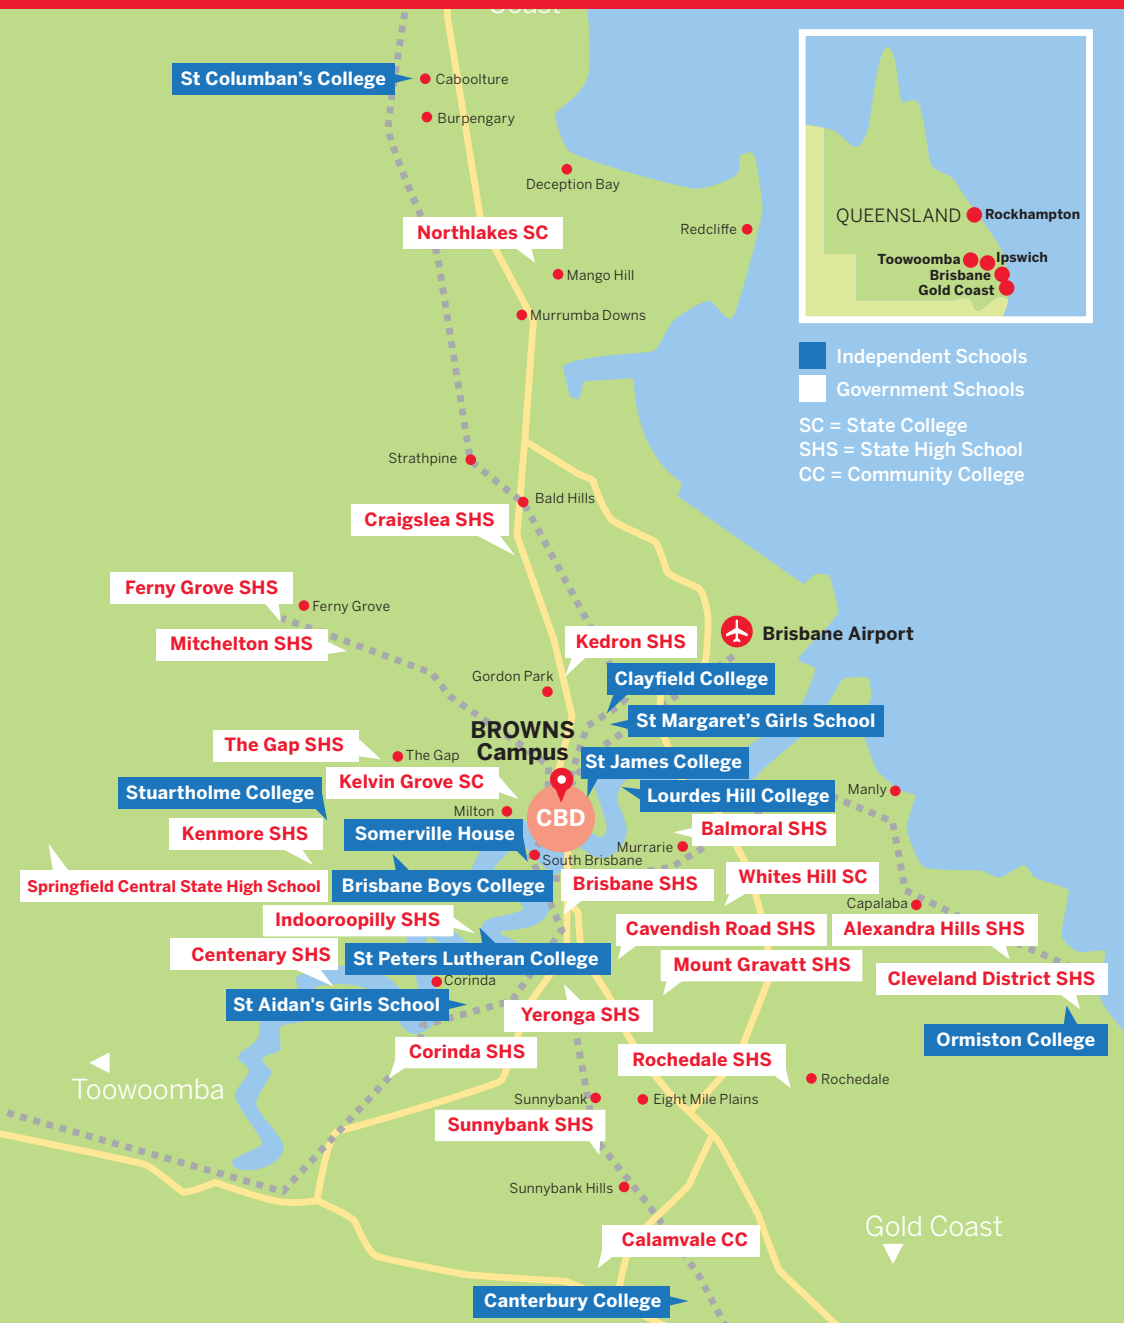 Coast
St Columban's College
Caboolture
Burpengary
Deception Bay
Northlakes SC
Redcliffe
Mango Hill
Murrumba Downs
QUEENSLAND
Rockhampton
Toowoomba
Ipswich
Brisbane
Gold Coast
Independent Schools
Government Schools
SC = State College
SHS = State High School
CC = Community College
Strathpine
Bald Hills
Craigslea SHS
Ferny Grove SHS
Ferny Grove
Mitchelton SHS
Kedron SHS
Brisbane Airport
Gordon Park
Clayfield College
St Margaret's Girls School
BROWNS
Campus
The Gap SHS
The Gap
St James College
Kelvin Grove SC
Stuartholme College
Lourdes Hill College
Manly
Milton
CBD
Kenmore SHS
Somerville House
Balmoral SHS
Murrarie
South Brisbane
Springfield Central State High School
Brisbane Boys College
Brisbane SHS
Whites Hill SC
Capalaba
Indooroopilly SHS
Cavendish Road SHS
Alexandra Hills SHS
Centenary SHS
St Peters Lutheran College
Mount Gravatt SHS
Cleveland District SHS
Corinda
St Aidan's Girls School
Yeronga SHS
Ormiston College
Corinda SHS
Rochedale SHS
Rochedale
Toowoomba
Sunnybank
Eight Mile Plains
Sunnybank SHS
Sunnybank Hills
Gold Coast
Calamvale CC
Canterbury College